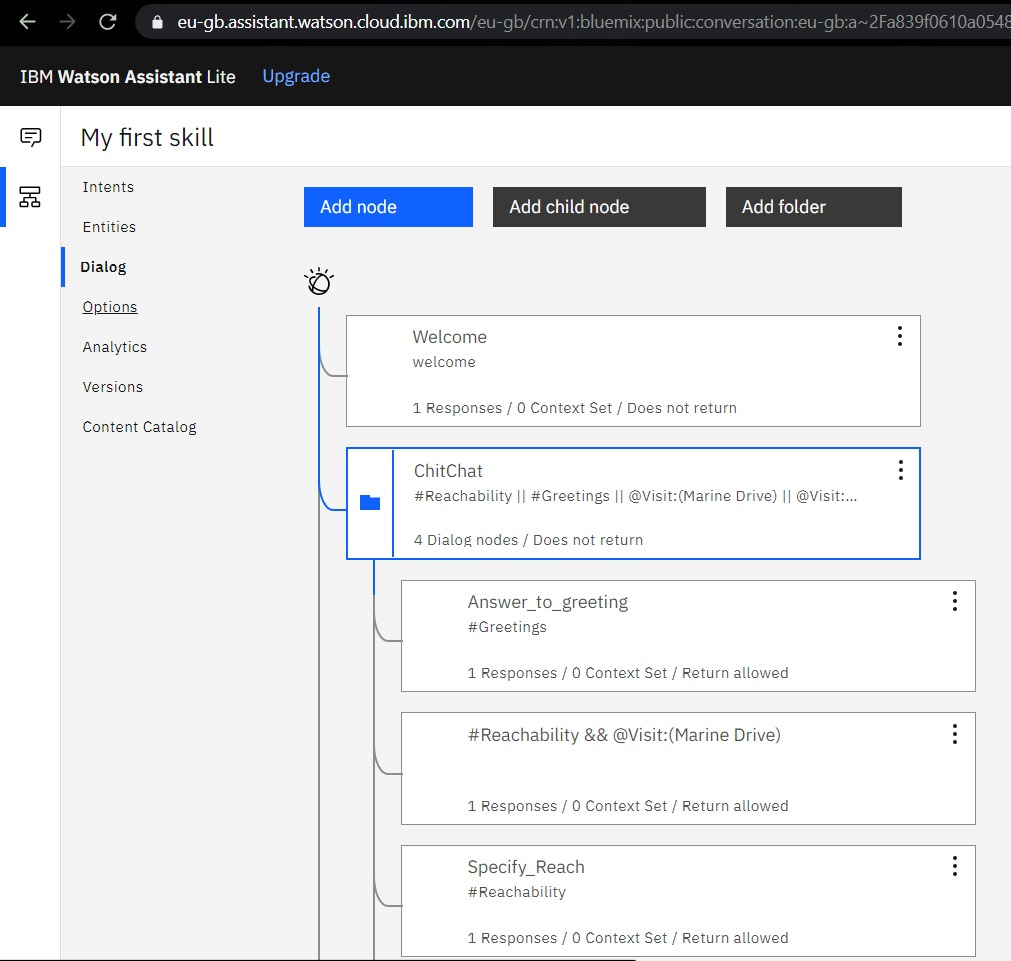 eu-gb.assistant.watson.cloud.ibm.com/eu-gb/crn:v1:bluemix:public:conversation:eu-gb:a~2Fa839f0610a0548
IBM Watson Assistant Lite Upgrade
My first skill
Intents
Entities
Dialog
Options
Analytics
Versions
Content Catalog
Add node Add child node Add folder
Welcome
welcome
1 Responses / 0 Context Set / Does not return
ChitChat
#Reachability || #Greetings || @Visit:(Marine Drive) || @Visit:...
4 Dialog nodes / Does not return
Answer_to_greeting
#Greetings
1 Responses / 0 Context Set / Return allowed
#Reachability && @Visit:(Marine Drive)
1 Responses / 0 Context Set / Return allowed
Specify_Reach
#Reachability
1 Responses / 0 Context Set / Return allowed